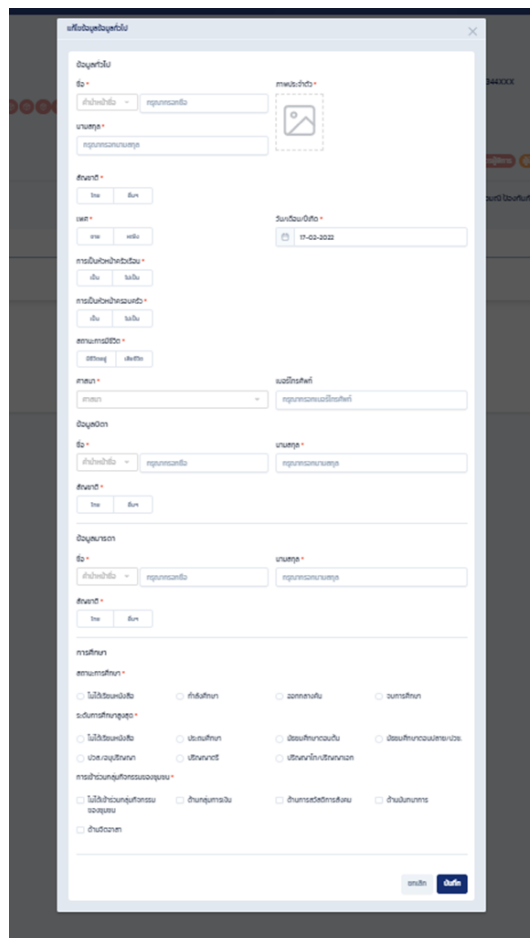 แก้ไขข้อมูลข้อมูลทั่วไป
344XXX
ข้อมูลทั่วไป
ชื่อ * ภาพประจำตัว *
คำนำหน้าชื่อ กรุณากรอกชื่อ
นามสกุล *
กรุณากรอกนามสกุล
สัญชาติ *
ไทย อื่นๆ
เพศ * วัน/เดือน/ปีเกิด *
ชาย หญิง 17-02-2022
การเป็นหัวหน้าครัวเรือน *
เป็น ไม่เป็น
การเป็นหัวหน้าครอบครัว *
เป็น ไม่เป็น
สถานะการมีชีวิต *
มีชีวิตอยู่ เสียชีวิต
ศาสนา * เบอร์โทรศัพท์
ศาสนา กรุณากรอกเบอร์โทรศัพท์
ข้อมูลบิดา
ชื่อ * นามสกุล *
คำนำหน้าชื่อ กรุณากรอกชื่อ กรุณากรอกนามสกุล
สัญชาติ *
ไทย อื่นๆ
ข้อมูลมารดา
ชื่อ * นามสกุล *
คำนำหน้าชื่อ กรุณากรอกชื่อ กรุณากรอกนามสกุล
สัญชาติ *
ไทย อื่นๆ
การศึกษา
สถานะการศึกษา *
ไม่ได้เรียนหนังสือ กำลังศึกษา ออกกลางคัน จบการศึกษา
ระดับการศึกษาสูงสุด *
ไม่ได้เรียนหนังสือ ประถมศึกษา มัธยมศึกษาตอนต้น มัธยมศึกษาตอนปลาย/ปวช.
ปวส./อนุปริญญา ปริญญาตรี ปริญญาโท/ปริญญาเอก
การเข้าร่วมกลุ่มกิจกรรมของชุมชน *
ไม่ได้เข้าร่วมกลุ่มกิจกรรม ด้านกลุ่มการเงิน ด้านการสวัสดิการสังคม ด้านนันทนาการ
ของชุมชน
ด้านจิตอาสา
ยกเลิก บันทึก